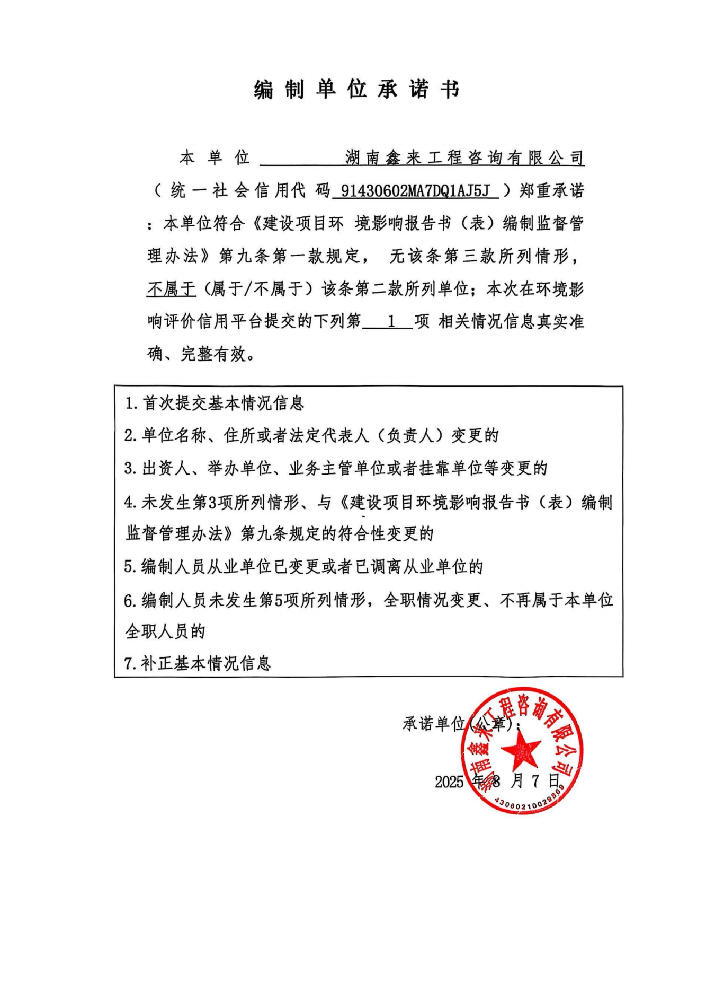 编制单位承诺书
本单位 湖南鑫来工程咨询有限公司
（统一社会信用代 码 91430602MA7DQ1AJ5J ）郑重承诺
：本单位符合《建设项目环 境影响报告书（表）编制监督管
理办法》第九条第一款规定， 无该条第三款所列情形，
不属于（属于/不属于）该条第二款所列单位；本次在环境影
响评价信用平台提交的下列第 1 项 相关情况信息真实准
确、完整有效。
1.首次提交基本情况信息
2.单位名称、住所或者法定代表人（负责人）变更的
3.出资人、举办单位、业务主管单位或者挂靠单位等变更的
4.未发生第3项所列情形、与《建设项目环境影响报告书（表）编制
监督管理办法》第九条规定的符合性变更的
5.编制人员从业单位已变更或者已调离从业单位的
6.编制人员未发生第5项所列情形，全职情况变更、不再属于本单位
全职人员的
7.补正基本情况信息
承诺单位(公章):
2025 年 8 月 7 日
湖南鑫来工程咨询有限公司
43060210029809